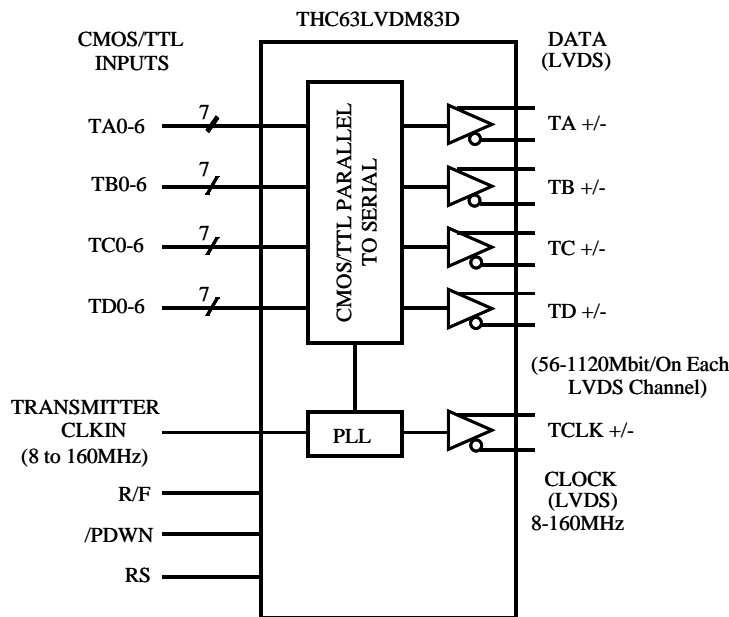 THC63LVDM83D
CMOS/TTL
INPUTS
DATA
(LVDS)
TA0-6
7
TA +/-
TB0-6
7
TB +/-
TC0-6
7
TC +/-
TD0-6
7
TD +/-
CMOS/TTL PARALLEL
TO SERIAL
(56-1120Mbit/On Each
LVDS Channel)
TRANSMITTER
CLKIN
(8 to 160MHz)
PLL
TCLK +/-
CLOCK
(LVDS)
8-160MHz
R/F
/PDWN
RS